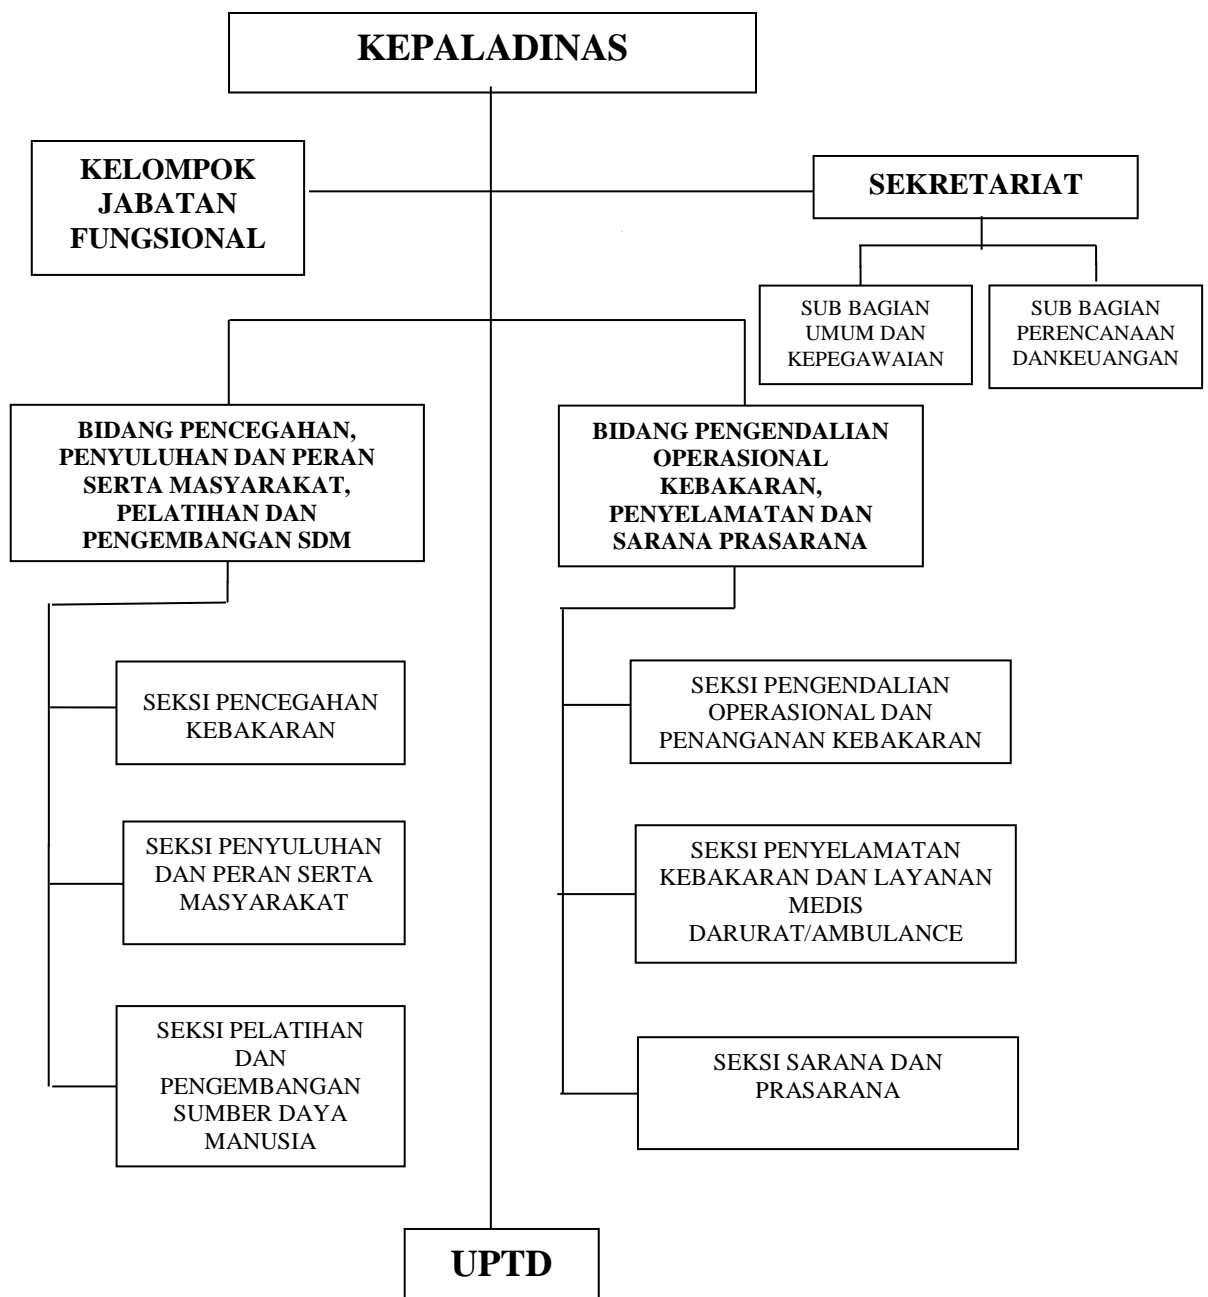 KEPALADINAS
KELOMPOK
JABATAN
FUNGSIONAL
SEKRETARIAT
SUB BAGIAN
UMUM DAN
KEPEGAWAIAN
SUB BAGIAN
PERENCANAAN
DANKEUANGAN
BIDANG PENCEGAHAN,
PENYULUHAN DAN PERAN
SERTA MASYARAKAT,
PELATIHAN DAN
PENGEMBANGAN SDM
BIDANG PENGENDALIAN
OPERASIONAL
KEBAKARAN,
PENYELAMATAN DAN
SARANA PRASARANA
SEKSI PENCEGAHAN
KEBAKARAN
SEKSI PENGENDALIAN
OPERASIONAL DAN
PENANGANAN KEBAKARAN
SEKSI PENYULUHAN
DAN PERAN SERTA
MASYARAKAT
SEKSI PENYELAMATAN
KEBAKARAN DAN LAYANAN
MEDIS
DARURAT/AMBULANCE
SEKSI PELATIHAN
DAN
PENGEMBANGAN
SUMBER DAYA
MANUSIA
SEKSI SARANA DAN
PRASARANA
UPTD